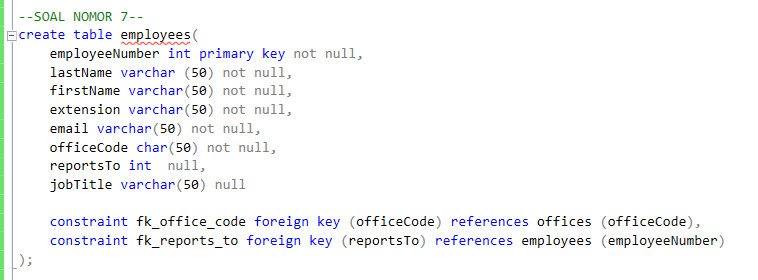 --SOAL NOMOR 7--
create table employees(
employeeNumber int primary key not null,
lastName varchar (50) not null,
firstName varchar(50) not null,
extension varchar(50) not null,
email varchar(50) not null,
officeCode char(50) not null,
reportsTo int  null,
jobTitle varchar(50) null
constraint fk_office_code foreign key (officeCode) references offices (officeCode),
constraint fk_reports_to foreign key (reportsTo) references employees (employeeNumber)
);